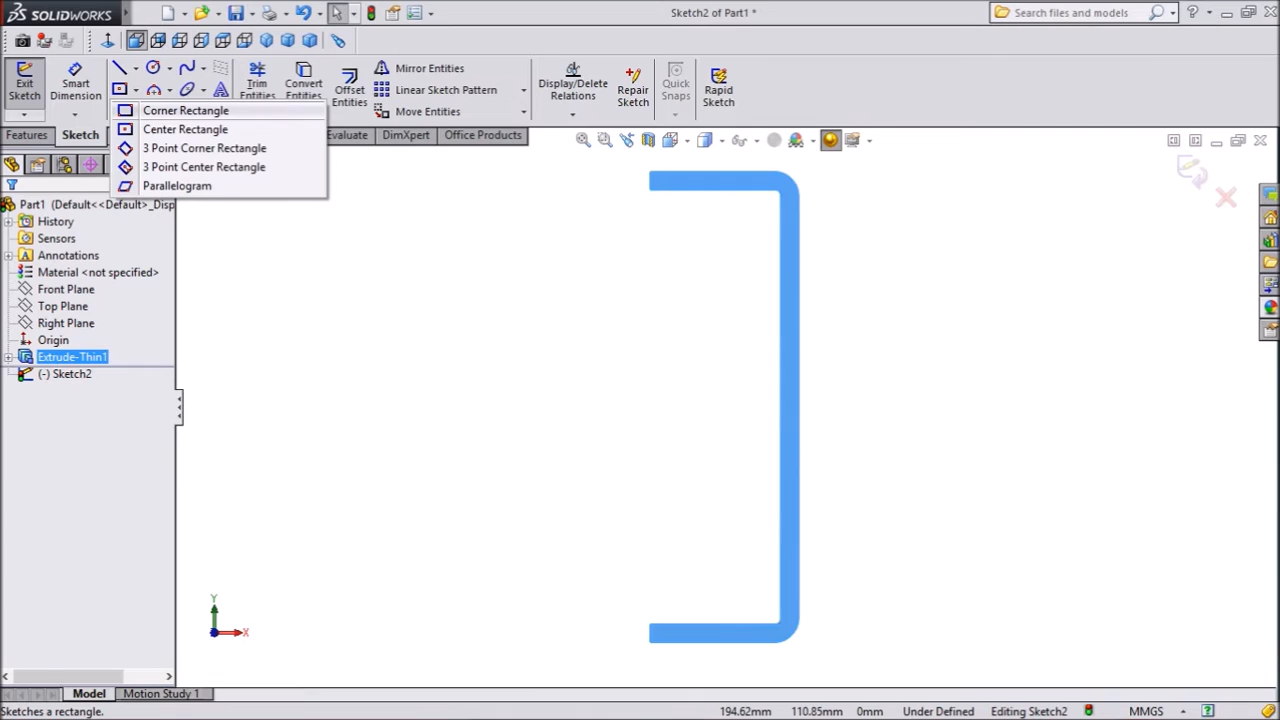 SOLIDWORKS
Sketch2 of Part1 *
Search files and models
Exit Sketch
Smart Dimension
Trim Entities
Convert Entities
Offset Entities
Mirror Entities
Linear Sketch Pattern
Move Entities
Display/Delete Relations
Repair Sketch
Quick Snaps
Rapid Sketch
Corner Rectangle
Center Rectangle
3 Point Corner Rectangle
3 Point Center Rectangle
Parallelogram
Features
Sketch
Evaluate
DimXpert
Office Products
Part1 (Default<<Default>_Disp
History
Sensors
Annotations
Material <not specified>
Front Plane
Top Plane
Right Plane
Origin
Extrude-Thin1
(-) Sketch2
Y
X
Model
Motion Study 1
Sketches a rectangle.
194.62mm
110.85mm
0mm
Under Defined
Editing Sketch2
MMGS